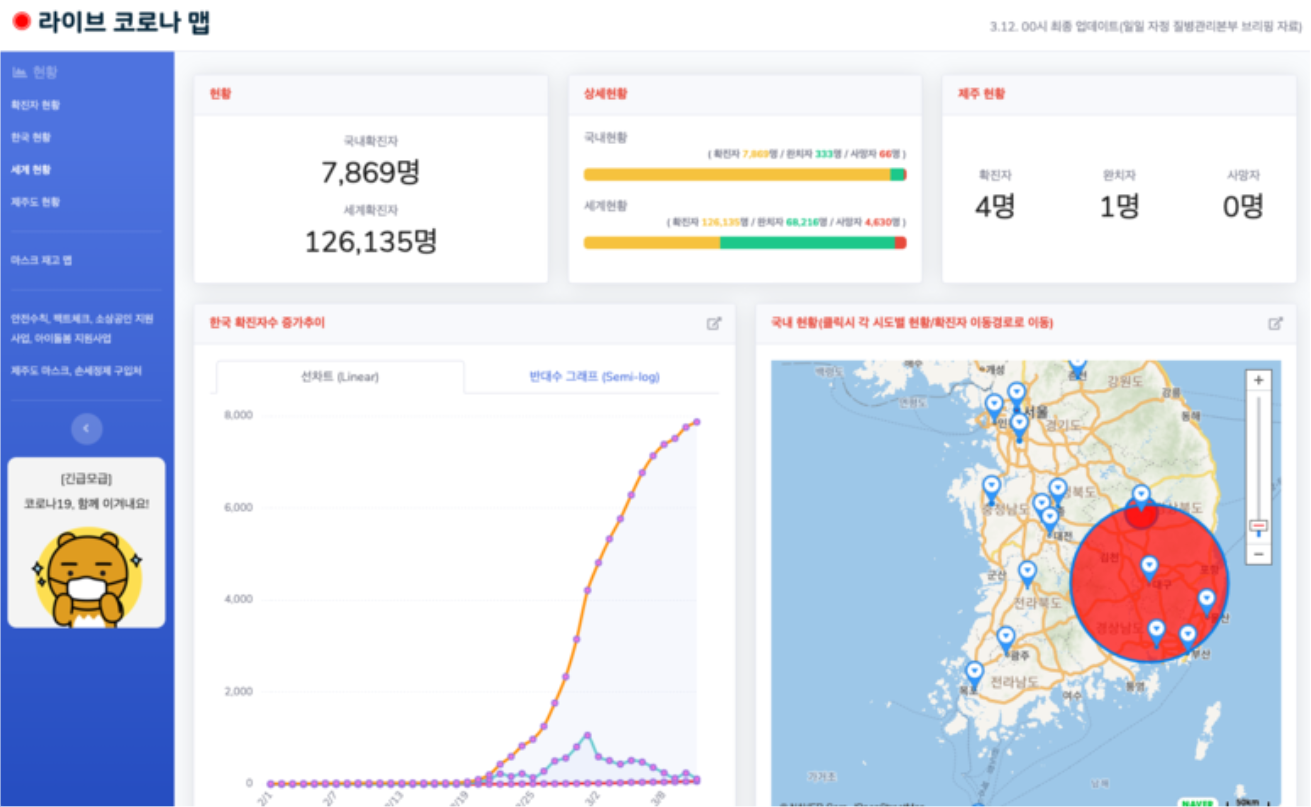 라이브 코로나 맵
3.12. 00시 최종 업데이트(일일 자정 질병관리본부 브리핑 자료)
현황
확진자 현황
한국 현황
세계 현황
제주도 현황
마스크 재고 맵
안전수칙, 팩트체크, 소상공인 지원
사업, 아이돌봄 지원사업
제주도 마스크, 손세정제 구입처
(긴급모금)
코로나19, 함께 이겨내요!
현황
국내확진자
7,869명
세계확진자
126,135명
상세현황
국내현황
( 확진자 7,869명 / 완치자 333명 / 사망자 66명 )
세계현황
( 확진자 126,135명 / 완치자 68,216명 / 사망자 4,630명 )
제주 현황
확진자 완치자 사망자
4명 1명 0명
한국 확진자수 증가추이
선차트 (Linear)
반대수 그래프 (Semi-log)
8,000
6,000
4,000
2,000
0
2/1 2/7 2/13 2/19 2/25 3/2 3/8
국내 현황(클릭시 각 시도별 현황/확진자 이동경로로 이동)
백령도
개성
춘천
강원도
연평도
강릉
서울
동해
경기도
충청남도
대전
군산
김천
포항
대구
전라북도
경상남도
부산
광주
전라남도
목포
여수
통영
가거초
남해
NAVER
50km
+
−